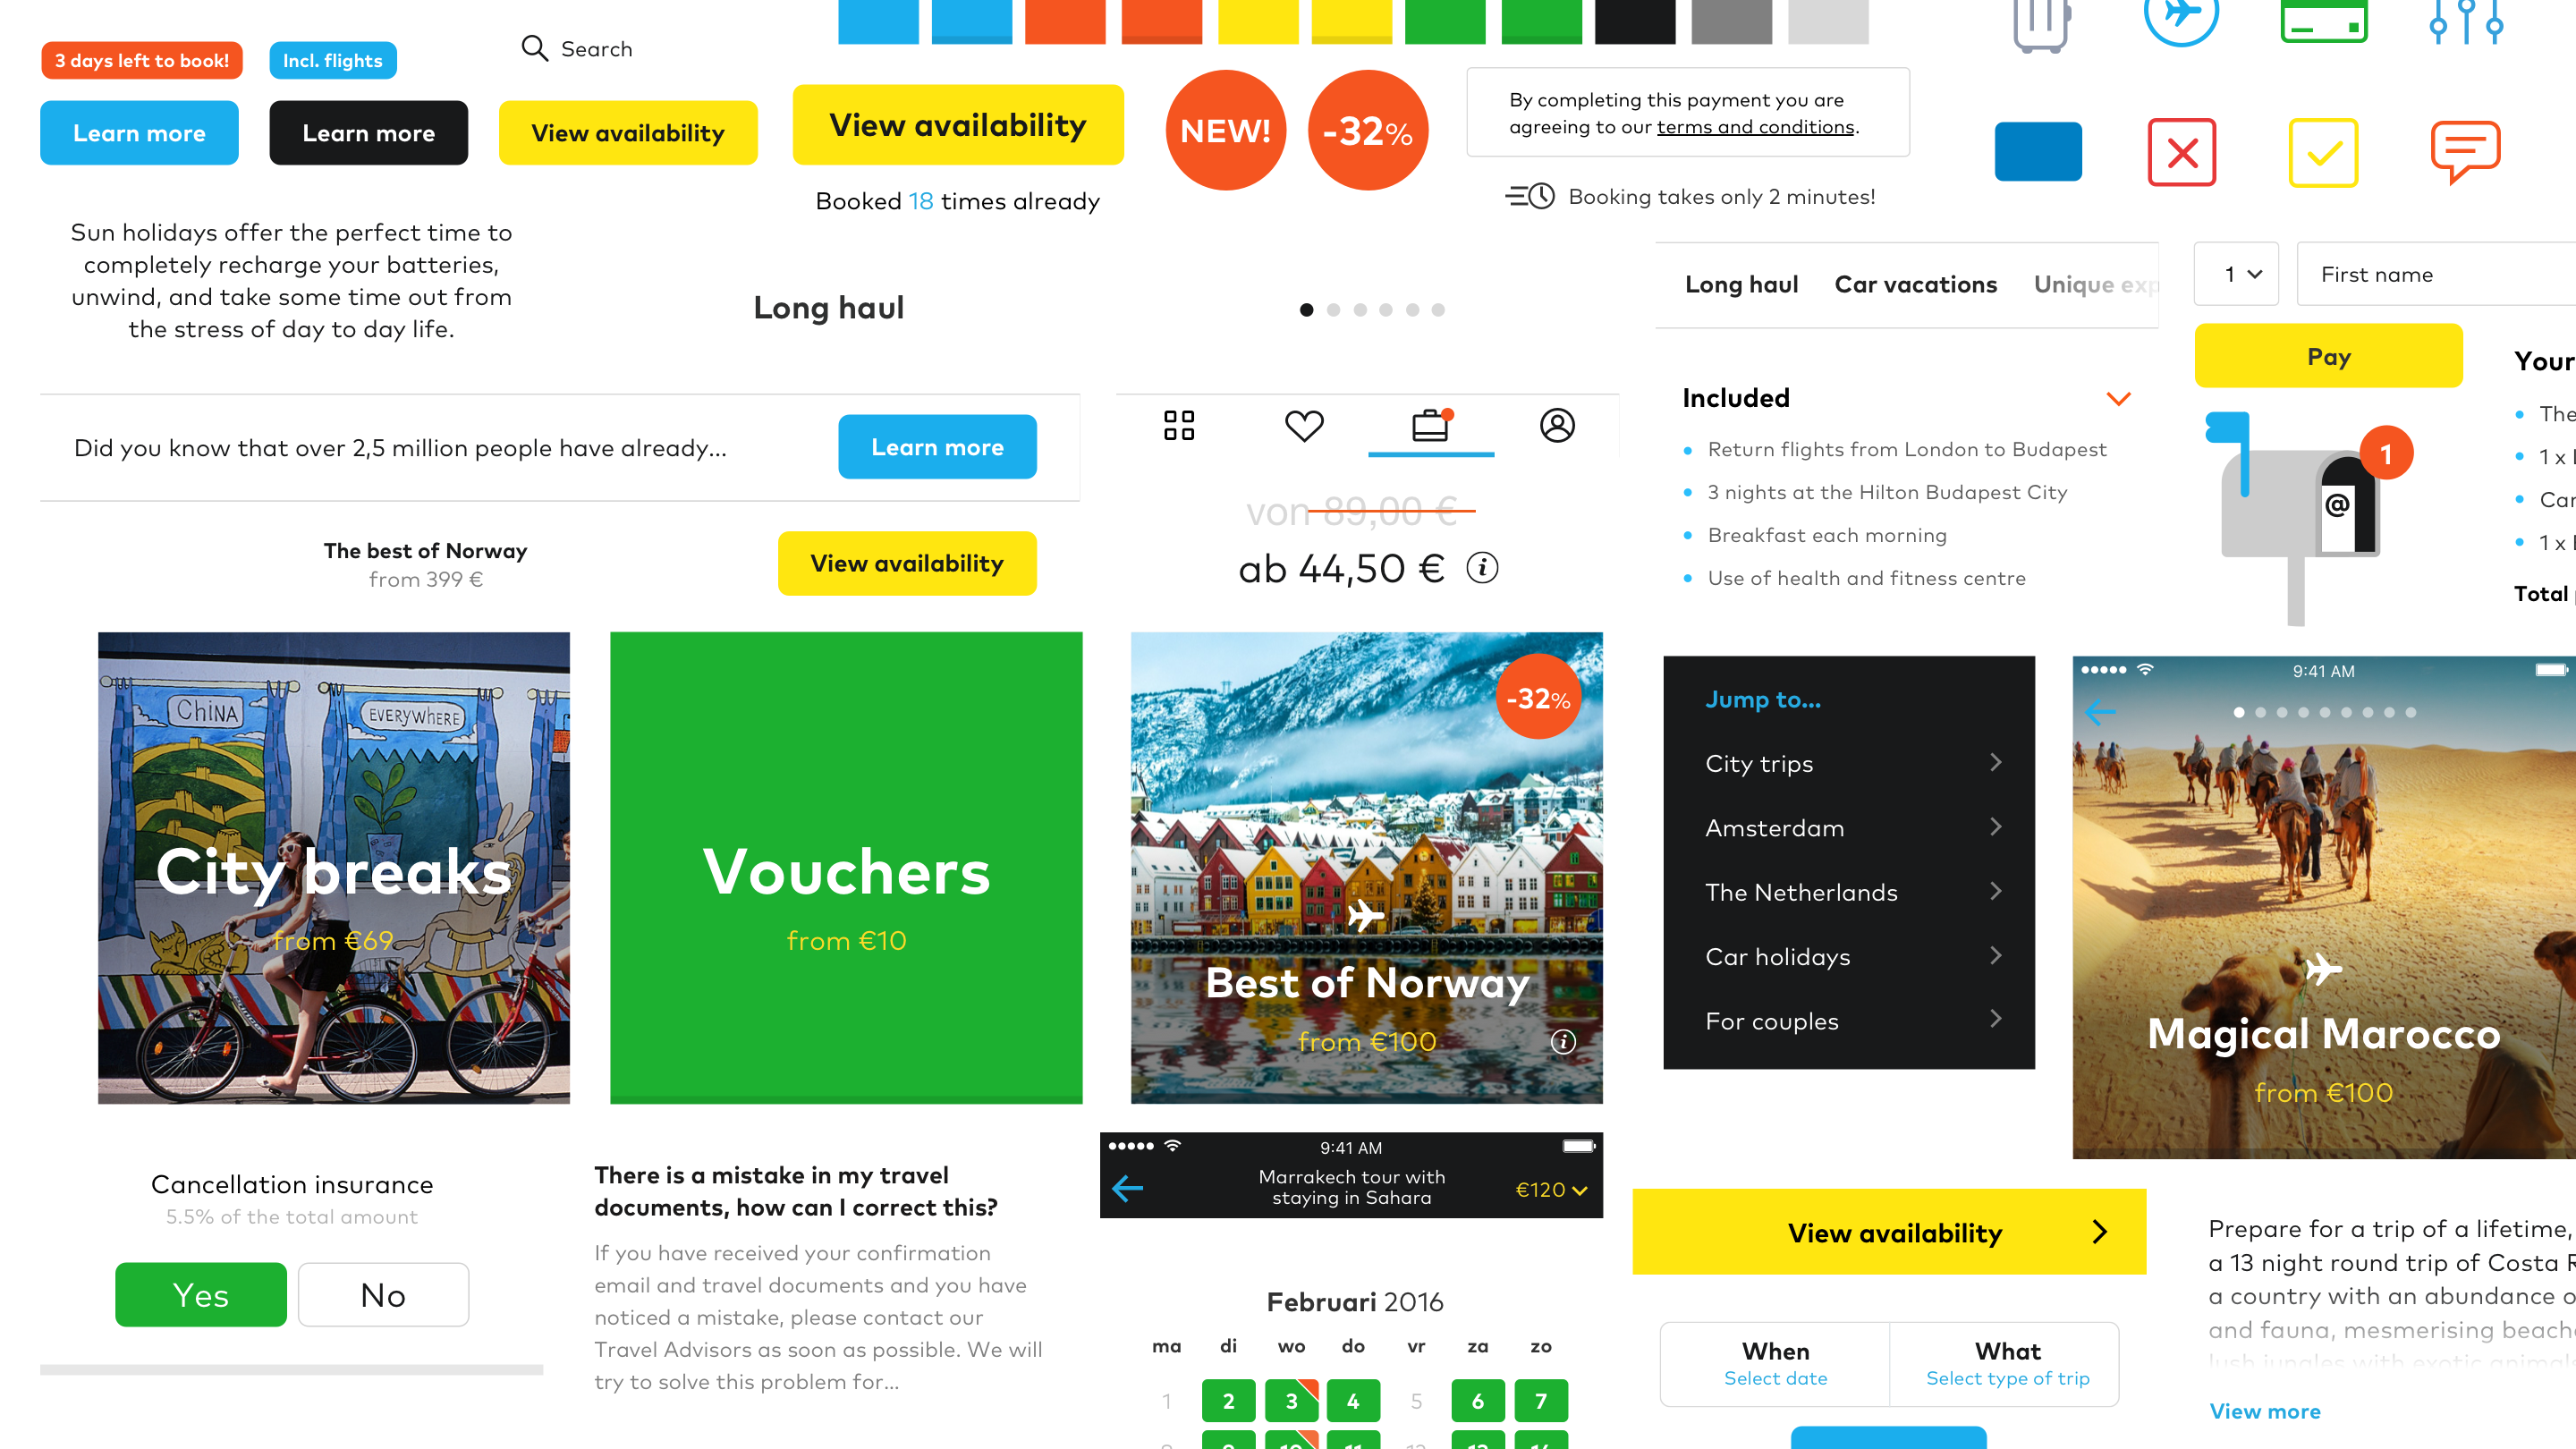 3 days left to book!
Incl. flights
Search
Learn more
Learn more
View availability
View availability
Booked 18 times already
NEW!
-32%
By completing this payment you are
agreeing to our terms and conditions.
Booking takes only 2 minutes!
Sun holidays offer the perfect time to
completely recharge your batteries,
unwind, and take some time out from
the stress of day to day life.
Long haul
Long haul
Car vacations
Unique exp
1
First name
Pay
Your
The
1 x
Car
1 x
Total
Included
Return flights from London to Budapest
3 nights at the Hilton Budapest City
Breakfast each morning
Use of health and fitness centre
1
@
Did you know that over 2,5 million people have already...
Learn more
The best of Norway
from 399 €
View availability
von 89,00 €
ab 44,50 €
i
CHINA
EVERYWHERE
City breaks
from €69
Vouchers
from €10
-32%
Best of Norway
from €100
i
Jump to...
City trips
Amsterdam
The Netherlands
Car holidays
For couples
9:41 AM
Magical Marocco
from €100
Cancellation insurance
5.5% of the total amount
Yes
No
There is a mistake in my travel
documents, how can I correct this?
If you have received your confirmation
email and travel documents and you have
noticed a mistake, please contact our
Travel Advisors as soon as possible. We will
try to solve this problem for...
9:41 AM
Marrakech tour with
staying in Sahara
€120
Februari 2016
ma di wo do vr za zo
1 2 3 4 5 6 7
View availability
When
Select date
What
Select type of trip
Prepare for a trip of a lifetime,
a 13 night round trip of Costa R
a country with an abundance o
and fauna, mesmerising beach
lush jungles with exotic animals
View more